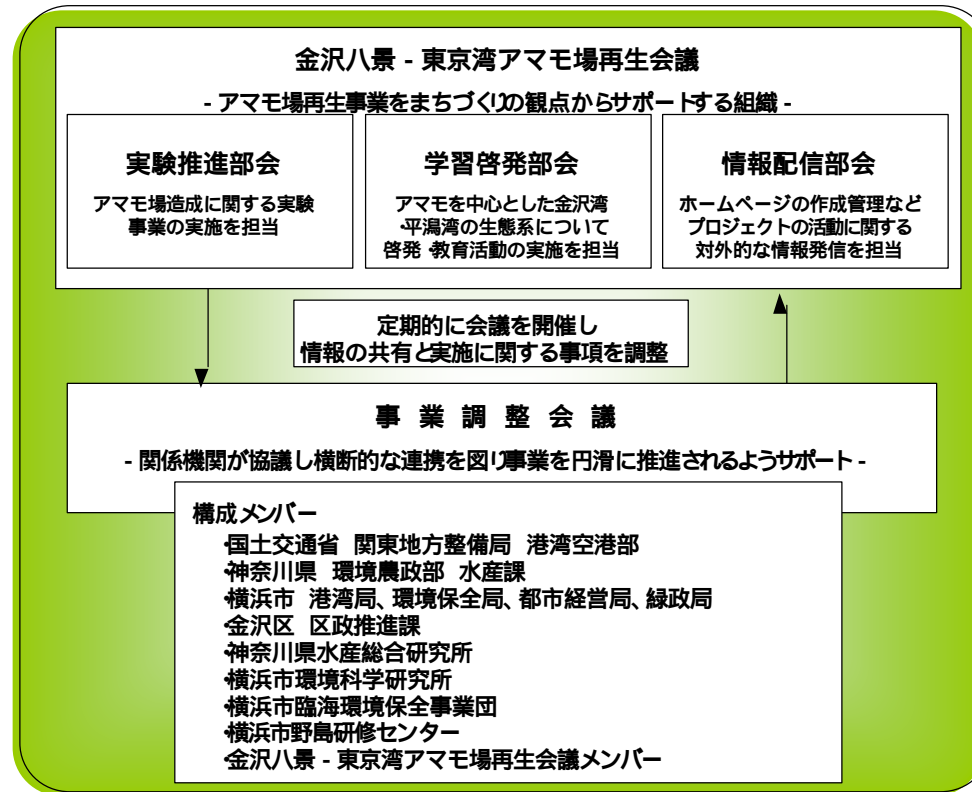 金沢八景 - 東京湾アマモ場再生会議
- アマモ場再生事業をまちづくりの観点からサポートする組織 -
実験推進部会
アマモ場造成に関する実験
事業の実施を担当
学習啓発部会
アマモを中心とした金沢湾
・平潟湾の生態系について
啓発・教育活動の実施を担当
情報配信部会
ホームページの作成管理など
プロジェクトの活動に関する
対外的な情報発信を担当
定期的に会議を開催し
情報の共有と実施に関する事項を調整
事 業 調 整 会 議
- 関係機関が協議し横断的な連携を図り事業を円滑に推進されるようサポート -
構成メンバー
・国土交通省 関東地方整備局 港湾空港部
・神奈川県 環境農政部 水産課
・横浜市 港湾局、環境保全局、都市経営局、緑政局
・金沢区 区政推進課
・神奈川県水産総合研究所
・横浜市環境科学研究所
・横浜市臨海環境保全事業団
・横浜市野島研修センター
・金沢八景 - 東京湾アマモ場再生会議メンバー